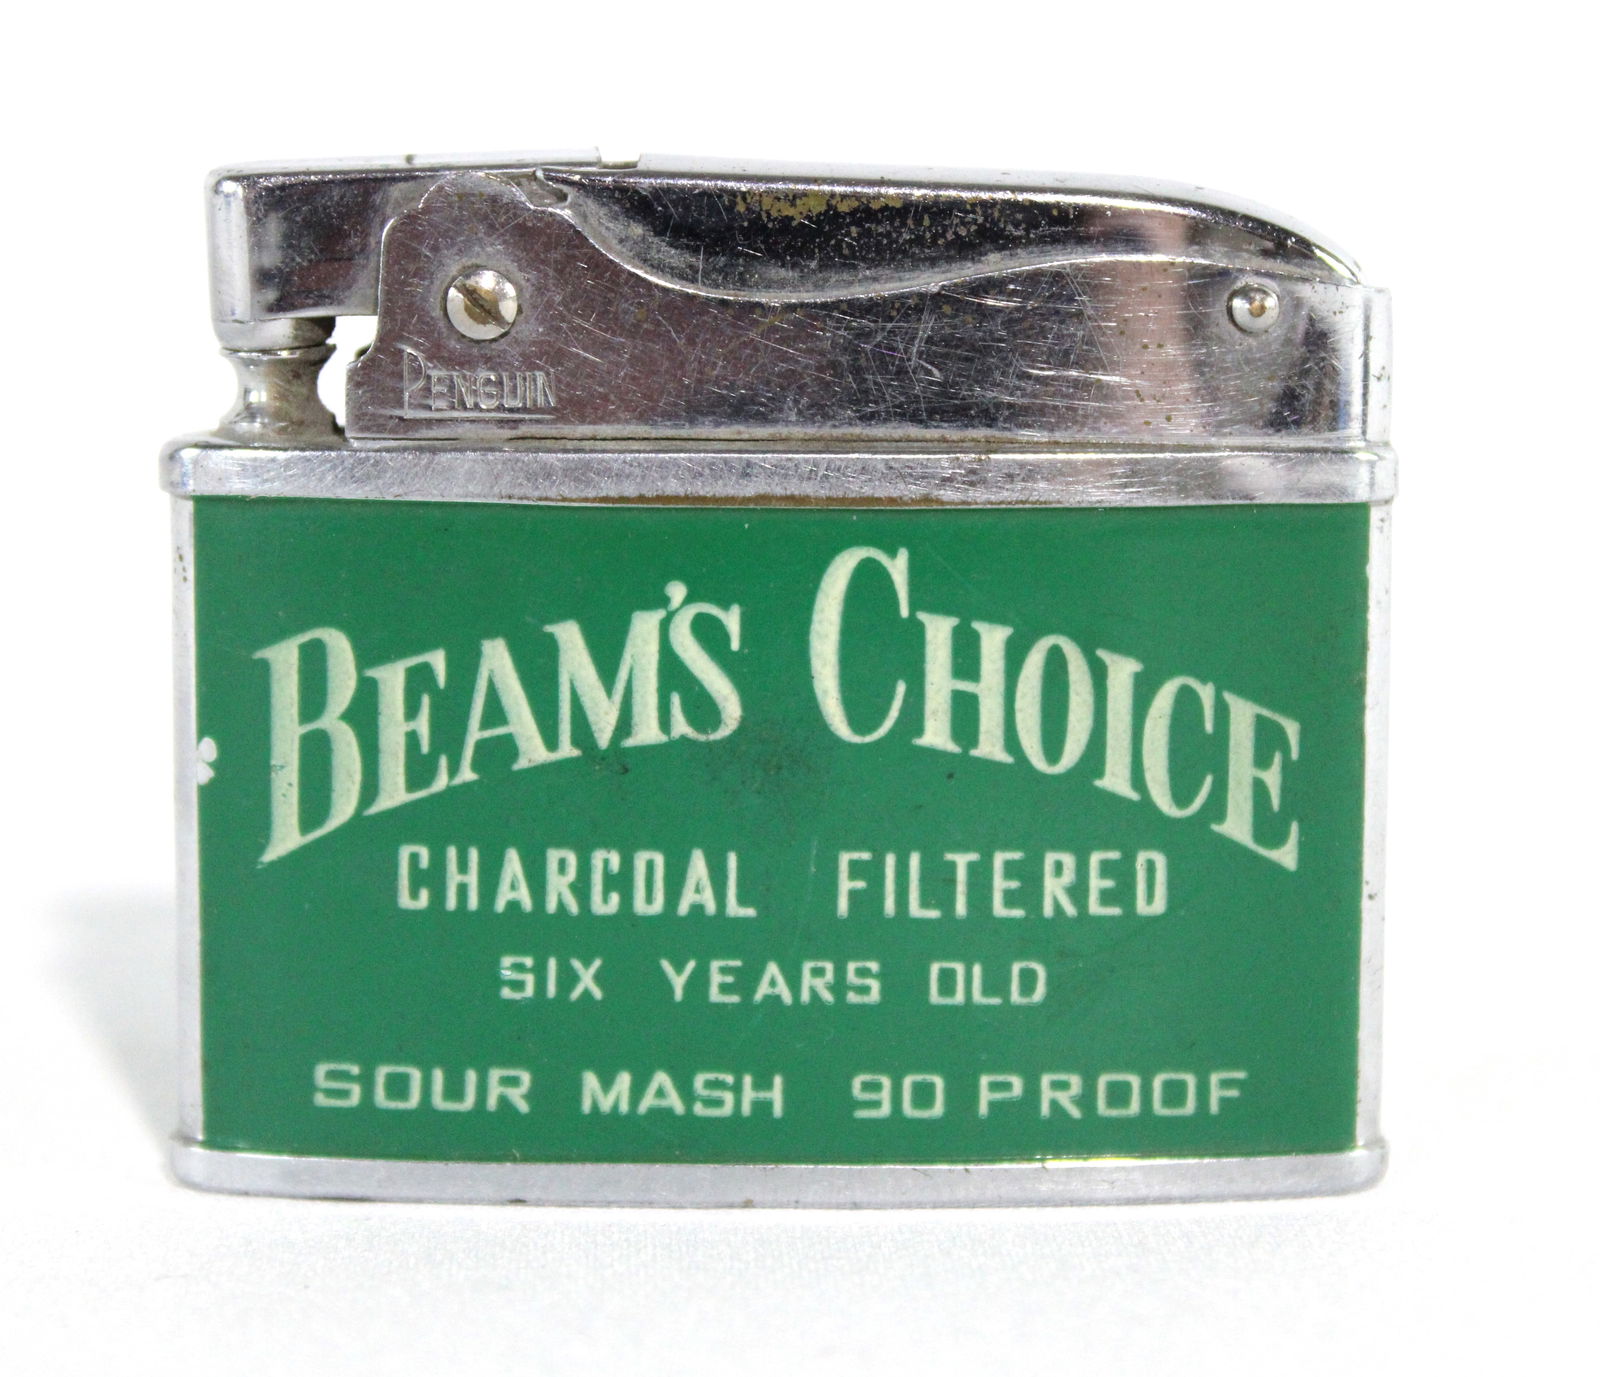 PENGUIN
BEAM'S CHOICE
CHARCOAL FILTERED
SIX YEARS OLD
SOUR MASH 90 PROOF